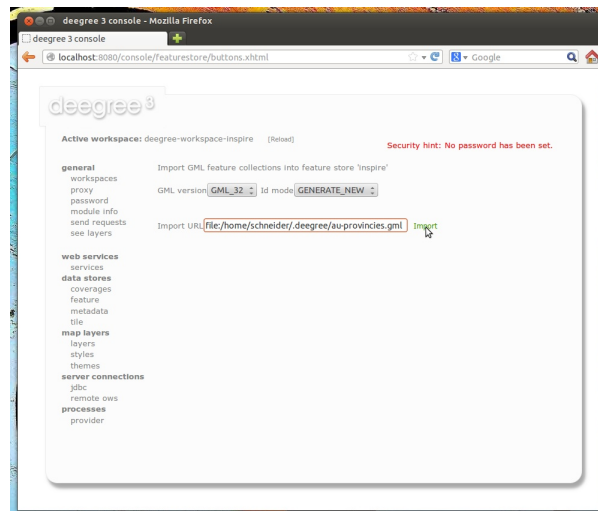 deegree 3 console - Mozilla Firefox
deegree 3 console
localhost:8080/console/featurestore/buttons.xhtml
Google
deegree 3
Active workspace: deegree-workspace-inspire [Reload]
Security hint: No password has been set.
general
workspaces
proxy
password
module info
send requests
see layers
web services
services
data stores
coverages
feature
metadata
tile
map layers
layers
styles
themes
server connections
jdbc
remote ows
processes
provider
Import GML feature collections into feature store 'inspire'
GML version GML_32 Id mode GENERATE_NEW
Import URL file:/home/schneider/.deegree/au-provincies.gml Import